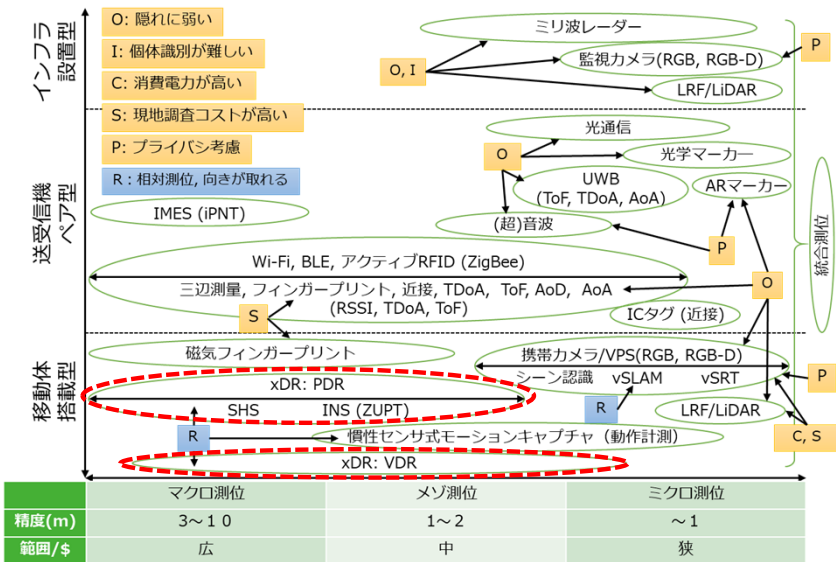 インフラ
設置型
送受信機
ペア型
移動体
搭載型
O: 隠れに弱い
I: 個体識別が難しい
C: 消費電力が高い
S: 現地調査コストが高い
P: プライバシ考慮
R : 相対測位, 向きが取れる
ミリ波レーダー
監視カメラ(RGB, RGB-D)
LRF/LiDAR
O, I
P
光通信
光学マーカー
O
UWB
(ToF, TDoA, AoA)
ARマーカー
(超)音波
IMES (iPNT)
P
Wi-Fi, BLE, アクティブRFID (ZigBee)
三辺測量, フィンガープリント, 近接, TDoA, ToF, AoD, AoA
(RSSI, TDoA, ToF)
O
S
ICタグ (近接)
統合測位
磁気フィンガープリント
携帯カメラ/VPS(RGB, RGB-D)
シーン認識 vSLAM vSRT
P
xDR: PDR
SHS INS (ZUPT)
R
LRF/LiDAR
C, S
R
慣性センサ式モーションキャプチャ (動作計測)
xDR: VDR
マクロ測位 メゾ測位 ミクロ測位
精度(m) 3～10 1～2 ～1
範囲/$ 広 中 狭